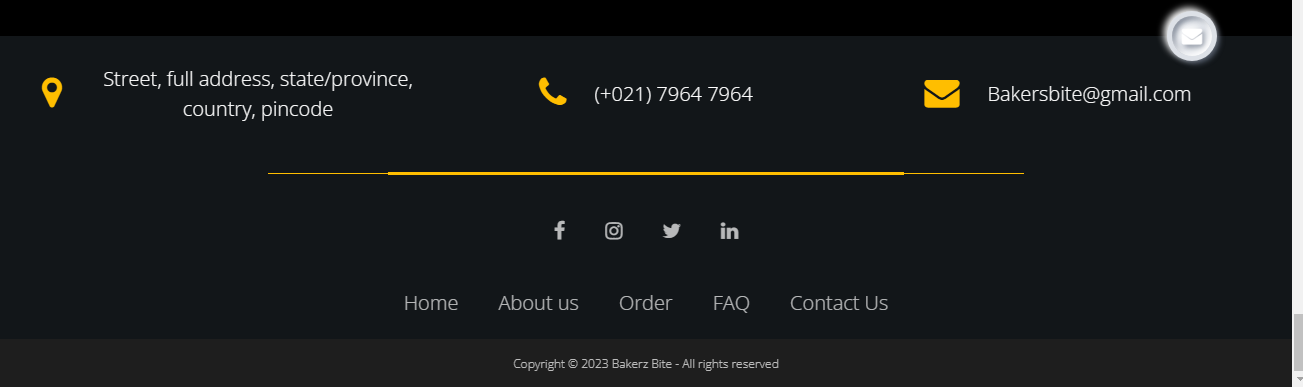 Street, full address, state/province,
country, pincode
(+021) 7964 7964
Bakersbite@gmail.com
Home About us Order FAQ Contact Us
Copyright © 2023 Bakerz Bite - All rights reserved